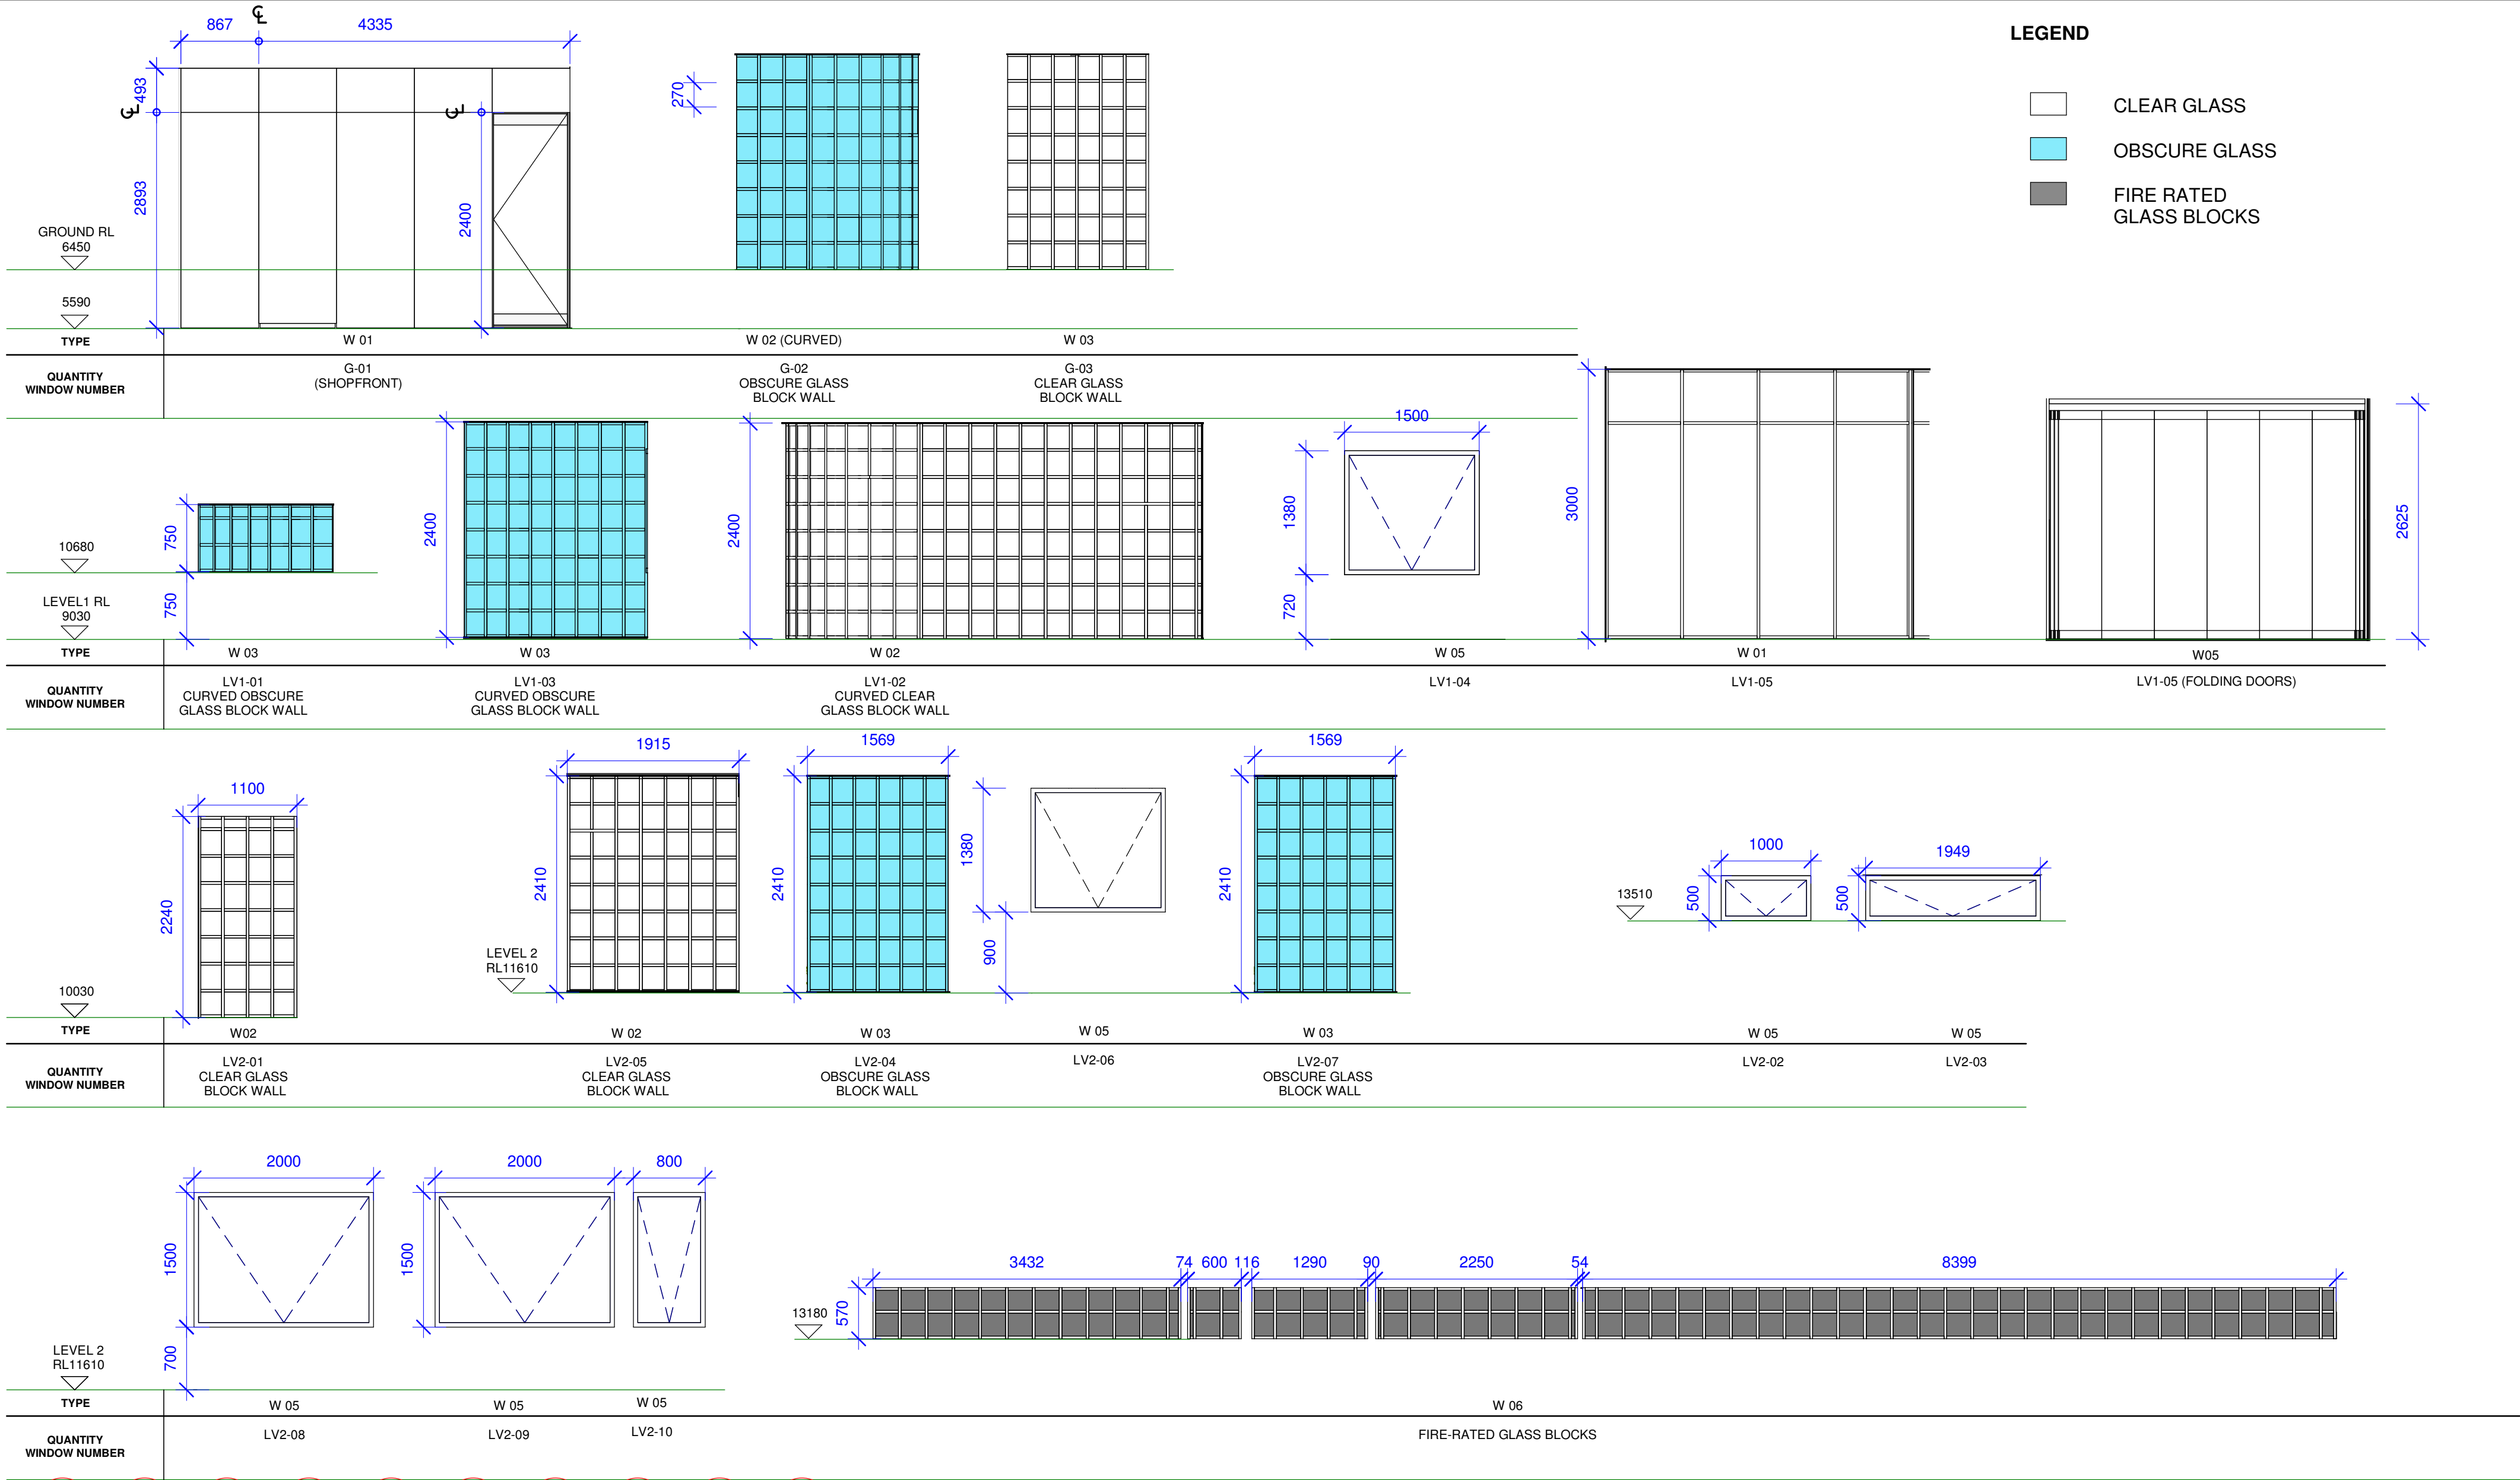 867
℄
4335
LEGEND
493
℄
℄
270
CLEAR GLASS
OBSCURE GLASS
FIRE RATED
GLASS BLOCKS
2893
2400
GROUND RL
6450
5590
TYPE
W 01
W 02 (CURVED)
W 03
QUANTITY
WINDOW NUMBER
G-01
(SHOPFRONT)
G-02
OBSCURE GLASS
BLOCK WALL
G-03
CLEAR GLASS
BLOCK WALL
1500
750
750
2400
2400
1380
720
3000
2625
10680
LEVEL1 RL
9030
TYPE
W 03
W 03
W 02
W 05
W 01
W05
QUANTITY
WINDOW NUMBER
LV1-01
CURVED OBSCURE
GLASS BLOCK WALL
LV1-03
CURVED OBSCURE
GLASS BLOCK WALL
LV1-02
CURVED CLEAR
GLASS BLOCK WALL
LV1-04
LV1-05
LV1-05 (FOLDING DOORS)
1100
1915
1569
1569
1000
1949
2240
2410
2410
1380
900
2410
500
500
13510
LEVEL 2
RL11610
10030
TYPE
W02
W 02
W 03
W 05
W 03
W 05
W 05
QUANTITY
WINDOW NUMBER
LV2-01
CLEAR GLASS
BLOCK WALL
LV2-05
CLEAR GLASS
BLOCK WALL
LV2-04
OBSCURE GLASS
BLOCK WALL
LV2-06
LV2-07
OBSCURE GLASS
BLOCK WALL
LV2-02
LV2-03
2000
2000
800
1500
1500
700
3432
74
600
116
1290
90
2250
54
8399
13180
570
LEVEL 2
RL11610
TYPE
W 05
W 05
W 05
W 06
QUANTITY
WINDOW NUMBER
LV2-08
LV2-09
LV2-10
FIRE-RATED GLASS BLOCKS